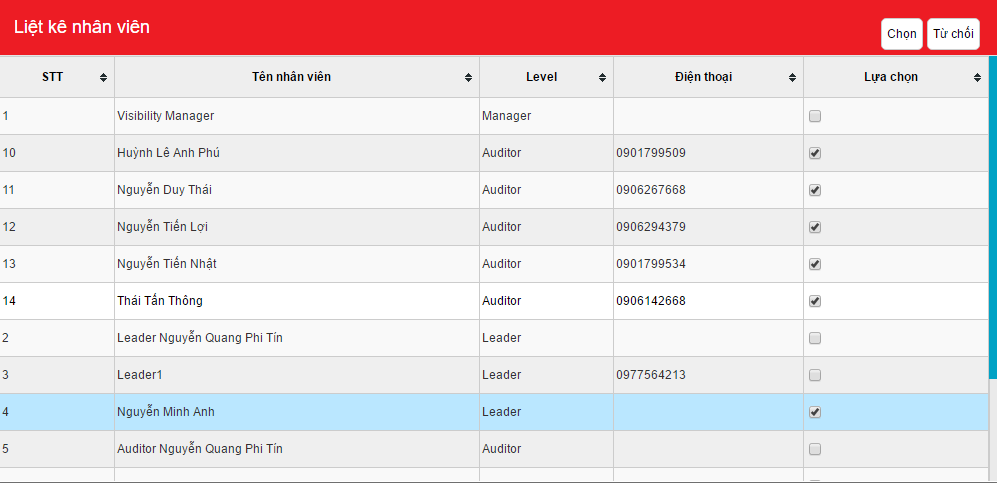 Liệt kê nhân viên
Chọn Từ chối
STT Tên nhân viên Level Điện thoại Lựa chọn
1 Visibility Manager Manager
10 Huỳnh Lê Anh Phú Auditor 0901799509
11 Nguyễn Duy Thái Auditor 0906267668
12 Nguyễn Tiến Lợi Auditor 0906294379
13 Nguyễn Tiến Nhật Auditor 0901799534
14 Thái Tấn Thông Auditor 0906142668
2 Leader Nguyễn Quang Phi Tín Leader
3 Leader1 Leader 0977564213
4 Nguyễn Minh Anh Leader
5 Auditor Nguyễn Quang Phi Tín Auditor